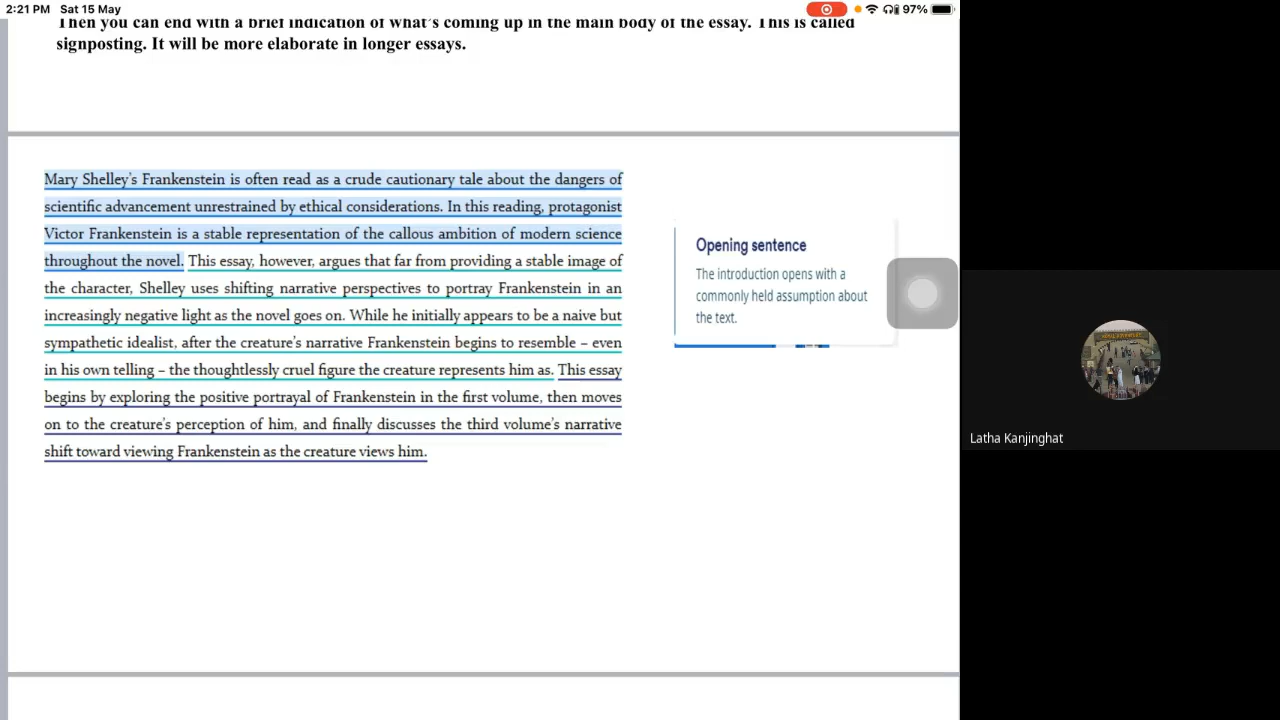 2:21 PM Sat 15 May
97%
Then you can end with a brief indication of what's coming up in the main body of the essay. This is called
signposting. It will be more elaborate in longer essays.
Mary Shelley's Frankenstein is often read as a crude cautionary tale about the dangers of
scientific advancement unrestrained by ethical considerations. In this reading, protagonist
Victor Frankenstein is a stable representation of the callous ambition of modern science
throughout the novel. This essay, however, argues that far from providing a stable image of
the character, Shelley uses shifting narrative perspectives to portray Frankenstein in an
increasingly negative light as the novel goes on. While he initially appears to be a naive but
sympathetic idealist, after the creature's narrative Frankenstein begins to resemble – even
in his own telling – the thoughtlessly cruel figure the creature represents him as. This essay
begins by exploring the positive portrayal of Frankenstein in the first volume, then moves
on to the creature's perception of him, and finally discusses the third volume's narrative
shift toward viewing Frankenstein as the creature views him.
Opening sentence
The introduction opens with a
commonly held assumption about
the text.
Latha Kanjinghat